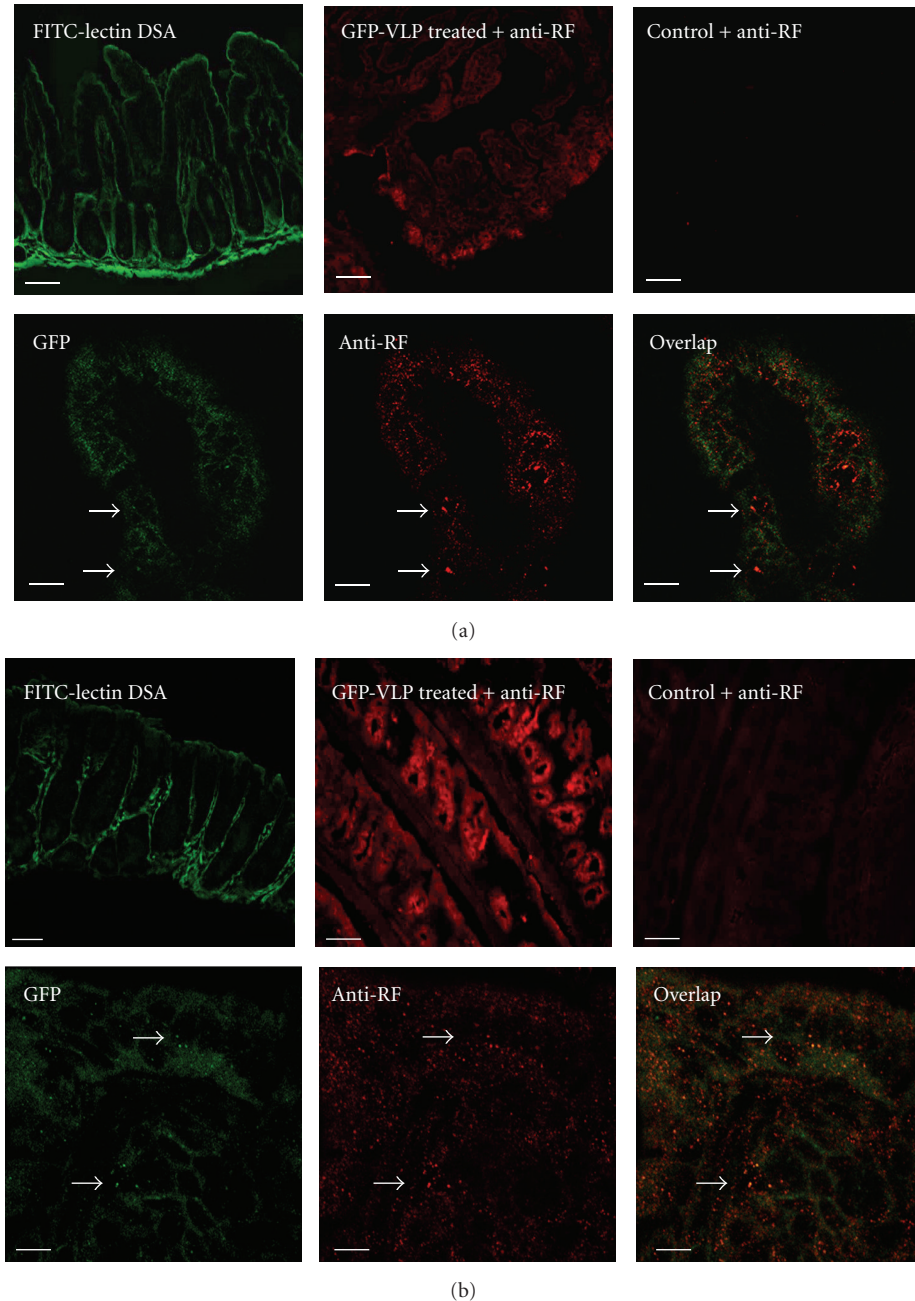 FITC-lectin DSA
GFP-VLP treated + anti-RF
Control + anti-RF
GFP
Anti-RF
Overlap
(a)
FITC-lectin DSA
GFP-VLP treated + anti-RF
Control + anti-RF
GFP
Anti-RF
Overlap
(b)